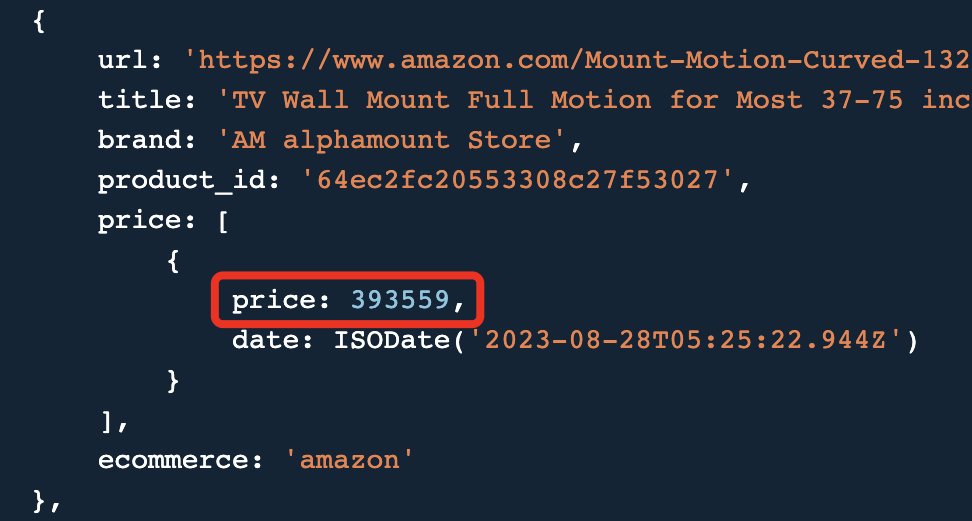 {
url: 'https://www.amazon.com/Mount-Motion-Curved-132
title: 'TV Wall Mount Full Motion for Most 37-75 inc
brand: 'AM alphamount Store',
product_id: '64ec2fc20553308c27f53027',
price: [
{
price: 393559,
date: ISODate('2023-08-28T05:25:22.944Z')
}
],
ecommerce: 'amazon'
},